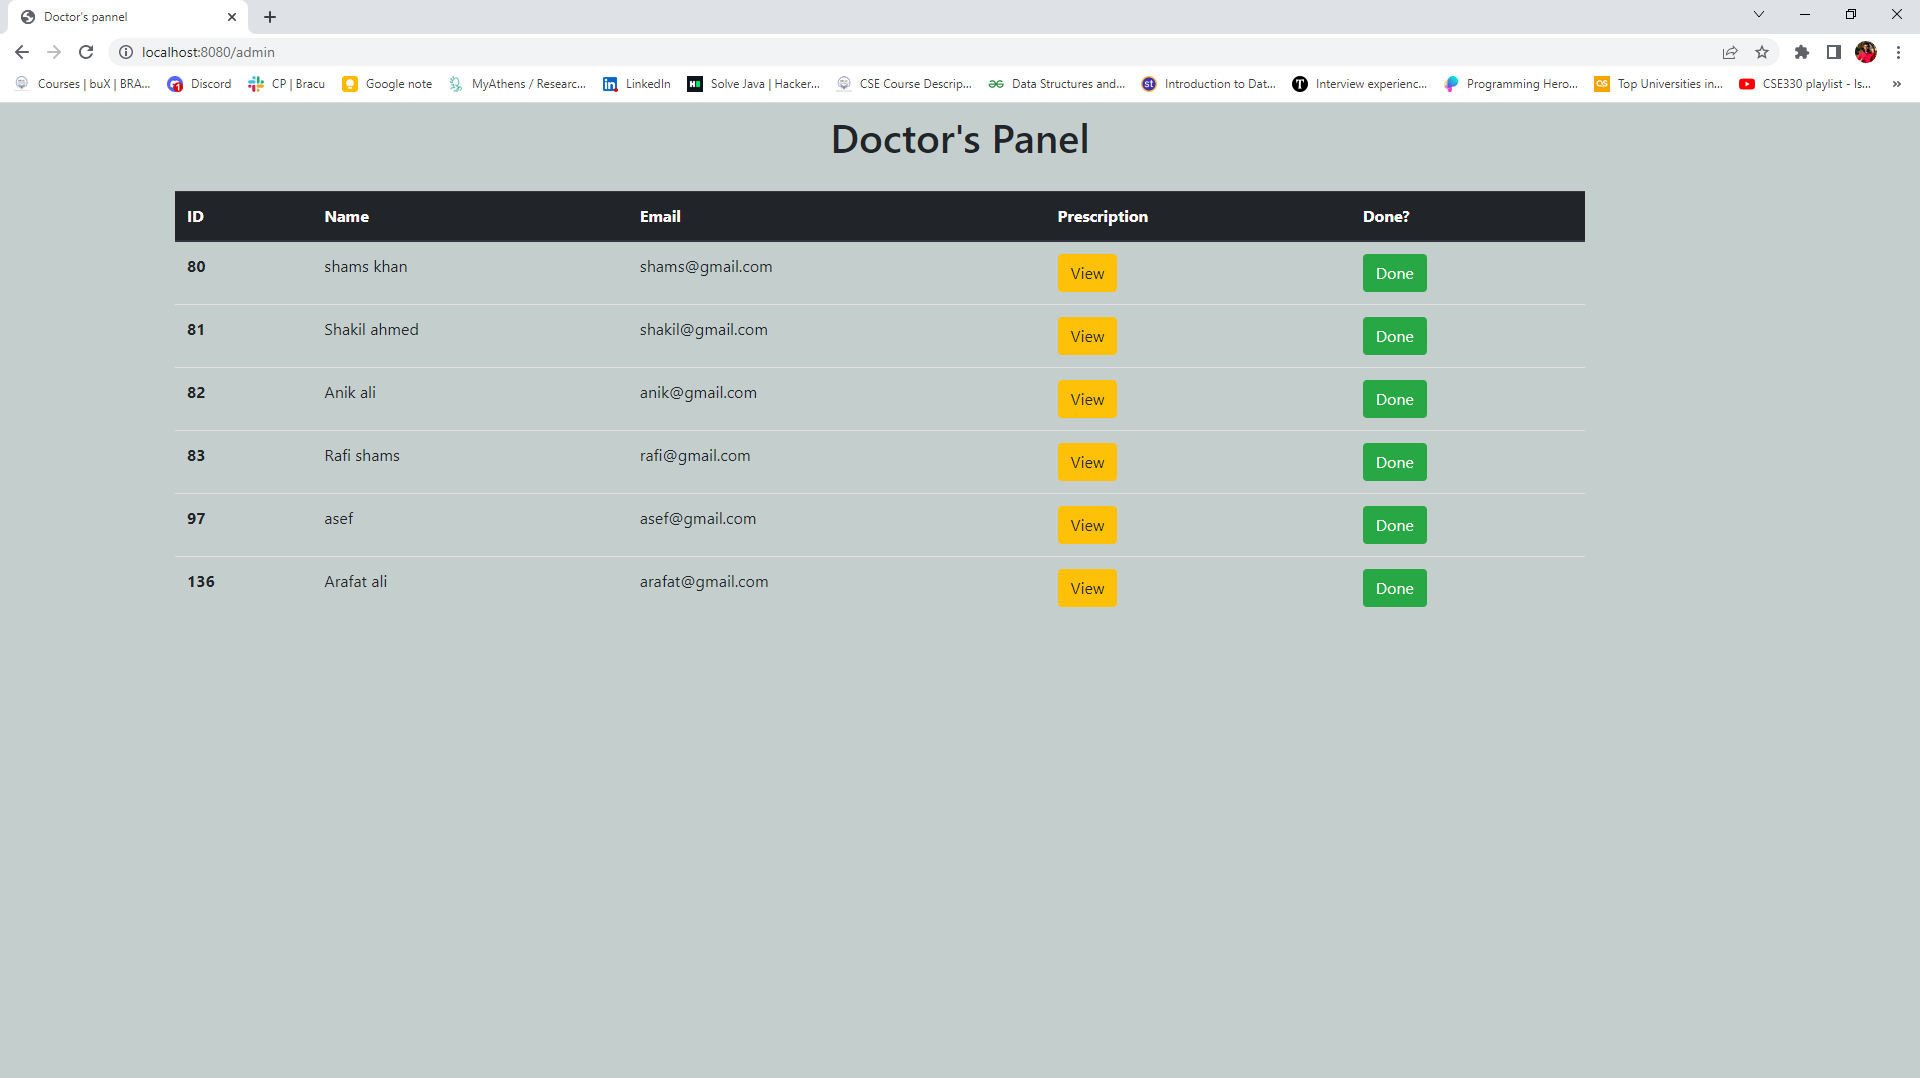 Doctor's pannel
localhost:8080/admin
Courses | buX | BRA... Discord CP | Bracu Google note MyAthens / Researc... LinkedIn Solve Java | Hacker... CSE Course Descrip... Data Structures and... Introduction to Dat... Interview experienc... Programming Hero... Top Universities in... CSE330 playlist - Is... »
Doctor's Panel
ID Name Email Prescription Done?
80 shams khan shams@gmail.com View Done
81 Shakil ahmed shakil@gmail.com View Done
82 Anik ali anik@gmail.com View Done
83 Rafi shams rafi@gmail.com View Done
97 asef asef@gmail.com View Done
136 Arafat ali arafat@gmail.com View Done